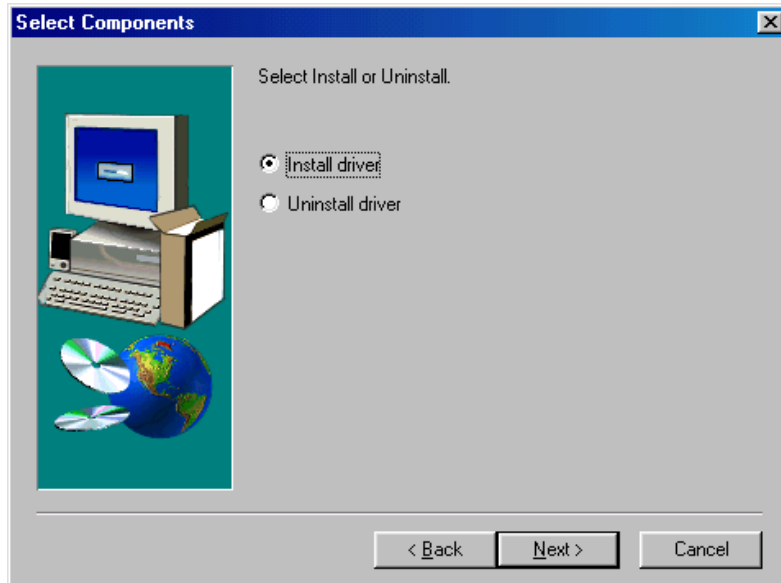 Select Components
Select Install or Uninstall.
Install driver
Uninstall driver
< Back
Next >
Cancel